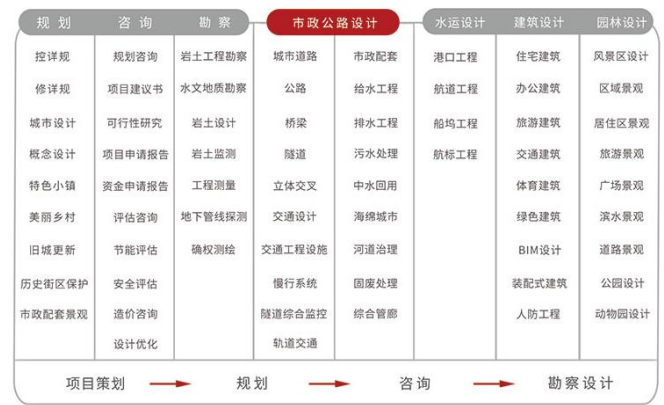 规划 咨询 勘察 市政公路设计 水运设计 建筑设计 园林设计
控详规 规划咨询 岩土工程勘察 城市道路 市政配套 港口工程 住宅建筑 风景区设计
修详规 项目建议书 水文地质勘察 公路 给水工程 航道工程 办公建筑 区域景观
城市设计 可行性研究 岩土设计 桥梁 排水工程 船坞工程 旅游建筑 居住区景观
概念设计 项目申请报告 岩土监测 隧道 污水处理 航标工程 交通建筑 旅游景观
特色小镇 资金申请报告 工程测量 立体交叉 中水回用 体育建筑 广场景观
美丽乡村 评估咨询 地下管线探测 交通设计 海绵城市 绿色建筑 滨水景观
旧城更新 节能评估 确权测绘 交通工程设施 河道治理 BIM设计 道路景观
历史街区保护 安全评估 慢行系统 固废处理 装配式建筑 公园设计
市政配套景观 造价咨询 隧道综合监控 综合管廊 人防工程 动物园设计
设计优化 轨道交通
项目策划 规划 咨询 勘察设计